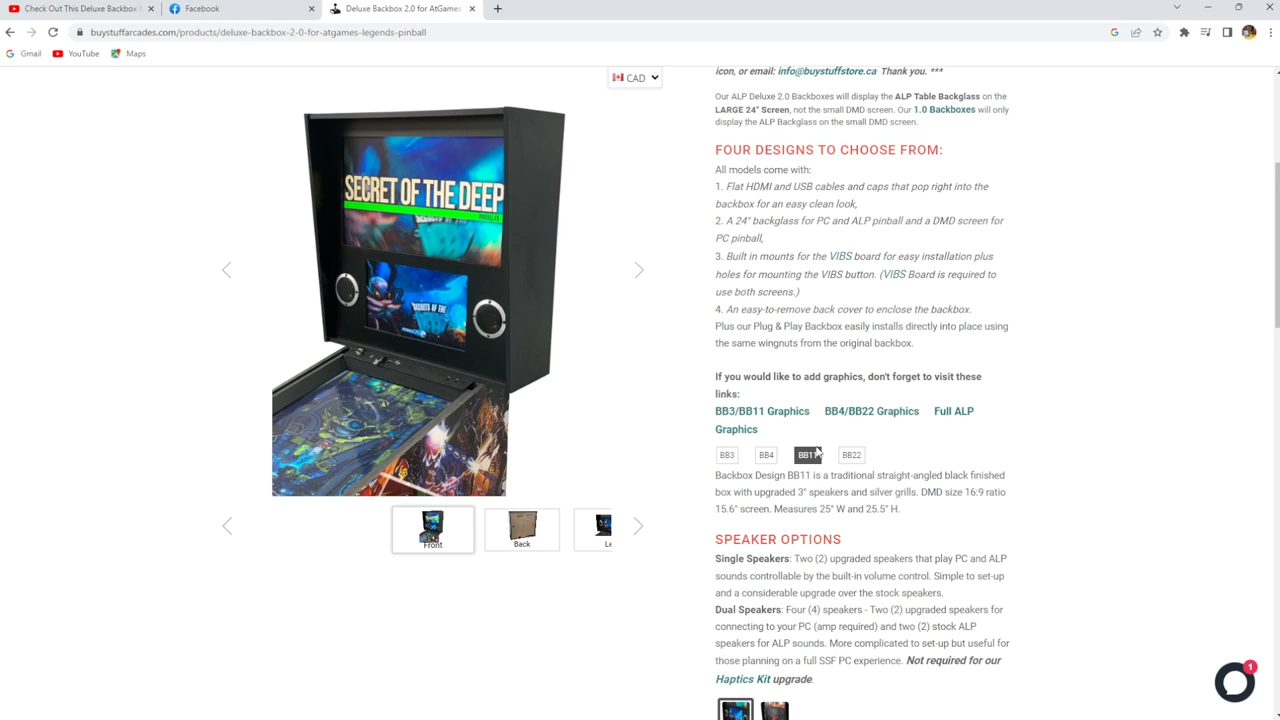 Check Out This Deluxe Backbox
Facebook
Deluxe Backbox 2.0 for AtGames
buystuffarcades.com/products/deluxe-backbox-2-0-for-atgames-legends-pinball
Gmail
YouTube
Maps
CAD
icon, or email: info@buystuffstore.ca Thank you. ***
Our ALP Deluxe 2.0 Backboxes will display the ALP Table Backglass on the
LARGE 24" Screen, not the small DMD screen. Our 1.0 Backboxes will only
display the ALP Backglass on the small DMD screen.
FOUR DESIGNS TO CHOOSE FROM:
All models come with:
1. Flat HDMI and USB cables and caps that pop right into the
backbox for an easy clean look,
2. A 24" backglass for PC and ALP pinball and a DMD screen for
PC pinball,
3. Built in mounts for the VIBS board for easy installation plus
holes for mounting the VIBS button. (VIBS Board is required to
use both screens.)
4. An easy-to-remove back cover to enclose the backbox.
Plus our Plug & Play Backbox easily installs directly into place using
the same wingnuts from the original backbox.
If you would like to add graphics, don't forget to visit these
links:
BB3/BB11 Graphics BB4/BB22 Graphics Full ALP
Graphics
BB3 BB4 BB11 BB22
Backbox Design BB11 is a traditional straight-angled black finished
box with upgraded 3" speakers and silver grills. DMD size 16:9 ratio
15.6" screen. Measures 25" W and 25.5" H.
SPEAKER OPTIONS
Single Speakers: Two (2) upgraded speakers that play PC and ALP
sounds controllable by the built-in volume control. Simple to set-up
and a considerable upgrade over the stock speakers.
Dual Speakers: Four (4) speakers - Two (2) upgraded speakers for
connecting to your PC (amp required) and two (2) stock ALP
speakers for ALP sounds. More complicated to set-up but useful for
those planning on a full SSF PC experience. Not required for our
Haptics Kit upgrade.
SECRET OF THE DEEP
Front
Back
Le
1